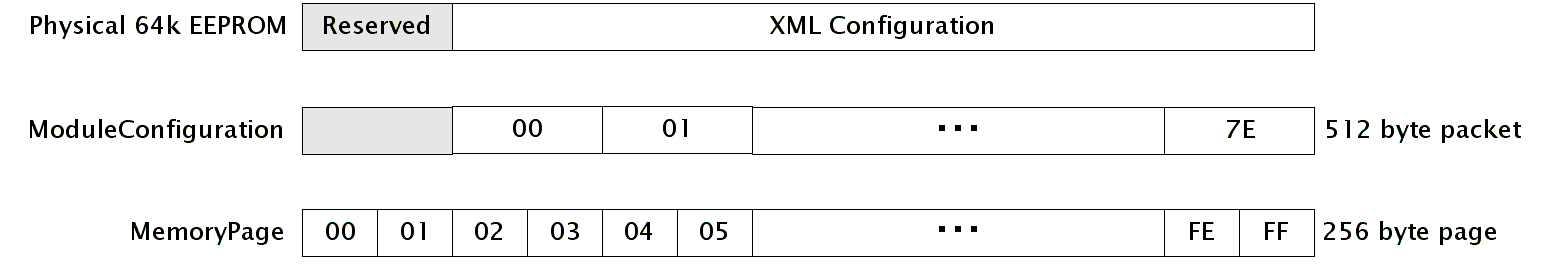 Physical 64k EEPROM Reserved XML Configuration
ModuleConfiguration 00 01 ... 7E 512 byte packet
MemoryPage 00 01 02 03 04 05 ... FE FF 256 byte page